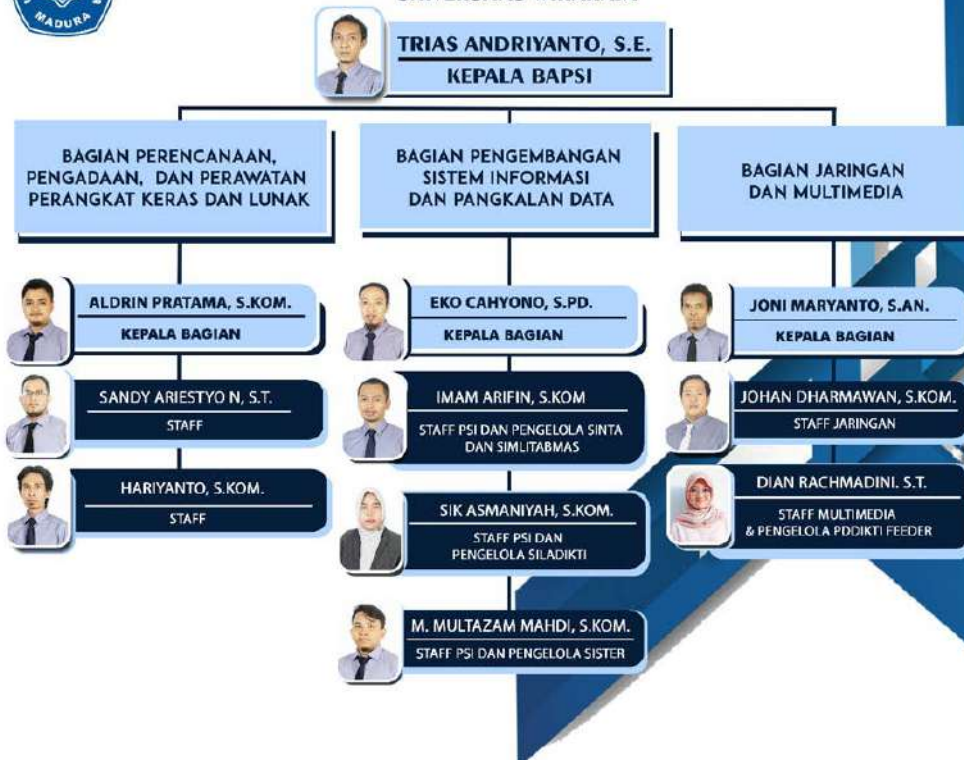 MADURA
TRIAS ANDRIYANTO, S.E.
KEPALA BAPSI
BAGIAN PERENCANAAN,
PENGADAAN, DAN PERAWATAN
PERANGKAT KERAS DAN LUNAK
ALDRIN PRATAMA, S.KOM.
KEPALA BAGIAN
SANDY ARIESTYO N, S.T.
STAFF
HARIYANTO, S.KOM.
STAFF
BAGIAN PENGEMBANGAN
SISTEM INFORMASI
DAN PANGKALAN DATA
EKO CAHYONO, S.PD.
KEPALA BAGIAN
IMAM ARIFIN, S.KOM
STAFF PSI DAN PENGELOLA SINTA
DAN SIMLITABMAS
SIK ASMANIYAH, S.KOM.
STAFF PSI DAN
PENGELOLA SILADIKTI
M. MULTAZAM MAHDI, S.KOM.
STAFF PSI DAN PENGELOLA SISTER
BAGIAN JARINGAN
DAN MULTIMEDIA
JONI MARYANTO, S.AN.
KEPALA BAGIAN
JOHAN DHARMAWAN, S.KOM.
STAFF JARINGAN
DIAN RACHMADINI. S.T.
STAFF MULTIMEDIA
& PENGELOLA PDDIKTI FEEDER